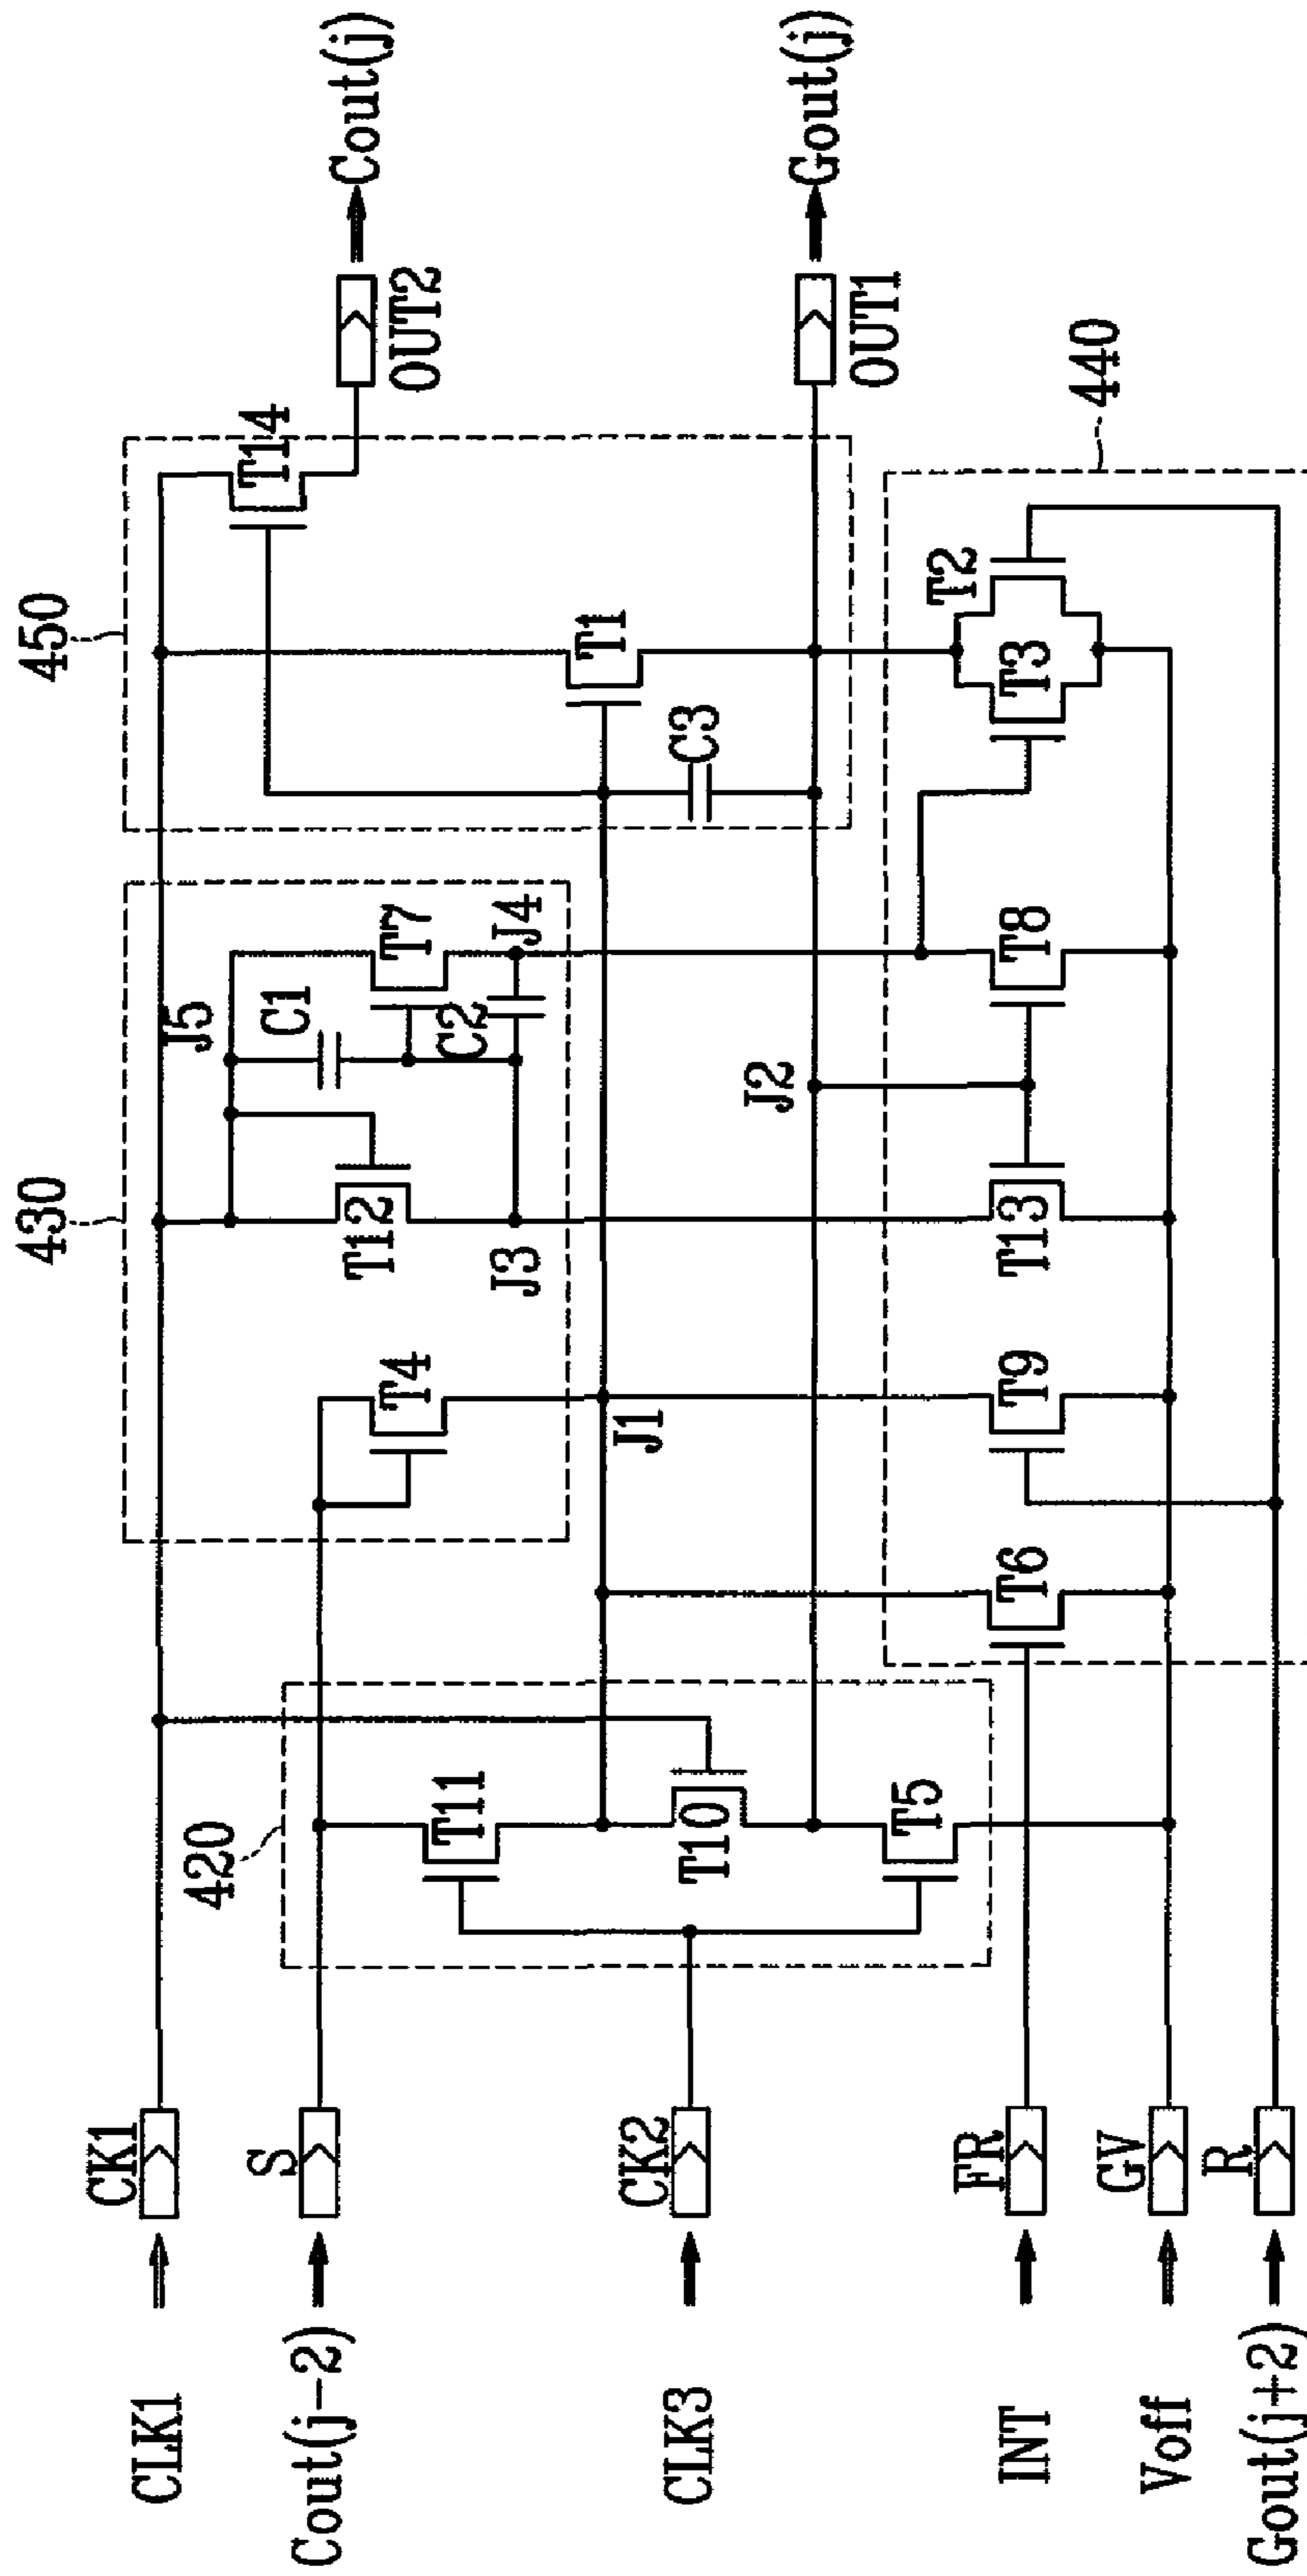 CLK1
CK1
Cout(j-2)
S
CLK3
CK2
INT
FR
Voff
GV
Gout(j+2)
R
420
T11
T10
T5
430
T4
T12
J3
J5
C1
T7
C2
J4
J1
J2
440
T6
T9
T13
T8
T3
T2
450
T14
T1
C3
OUT2
Cout(j)
OUT1
Gout(j)